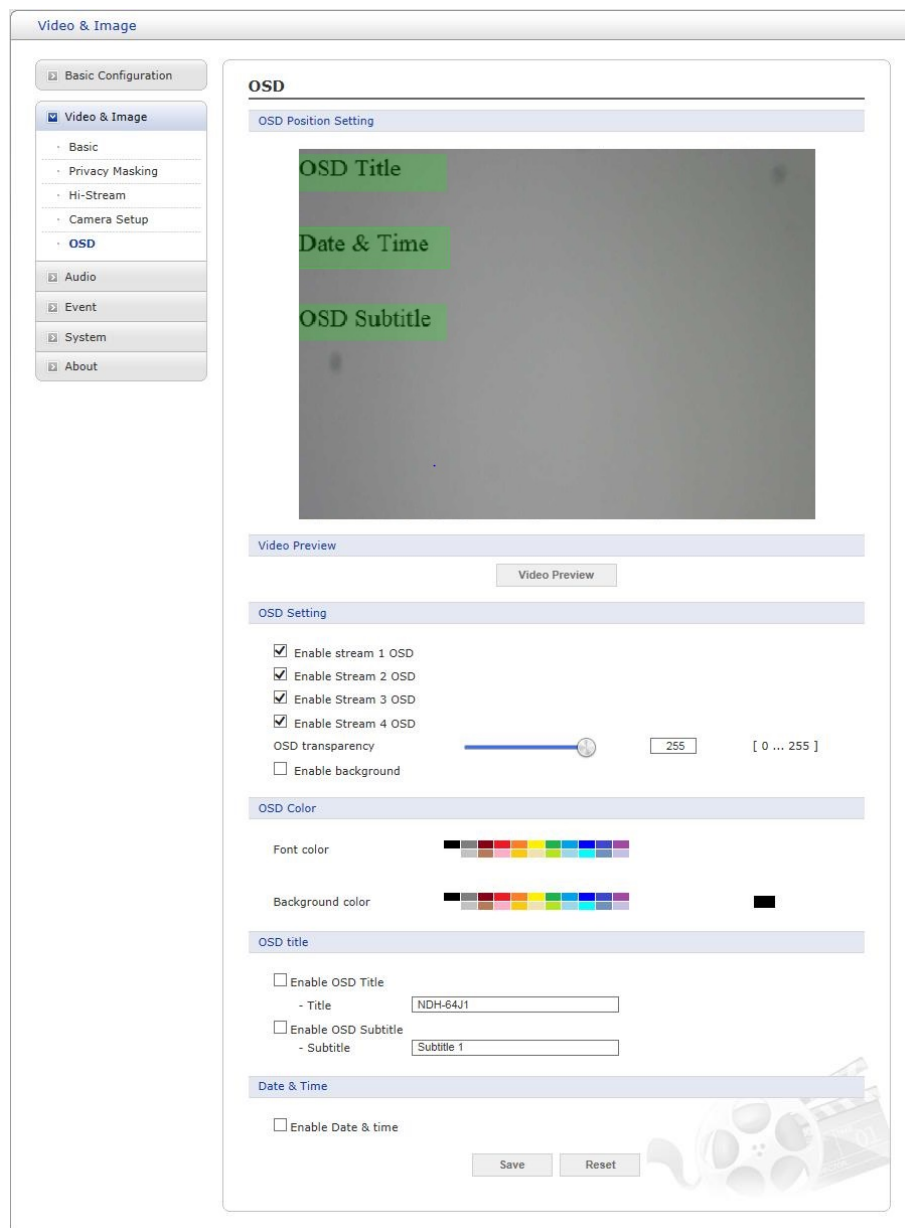 Video & Image
Basic Configuration
Video & Image
Basic
Privacy Masking
Hi-Stream
Camera Setup
OSD
Audio
Event
System
About
OSD
OSD Position Setting
OSD Title
Date & Time
OSD Subtitle
Video Preview
Video Preview
OSD Setting
Enable stream 1 OSD
Enable Stream 2 OSD
Enable Stream 3 OSD
Enable Stream 4 OSD
OSD transparency 255 [ 0 ... 255 ]
Enable background
OSD Color
Font color
Background color
OSD title
Enable OSD Title
- Title NDH-64J1
Enable OSD Subtitle
- Subtitle Subtitle 1
Date & Time
Enable Date & time
Save Reset